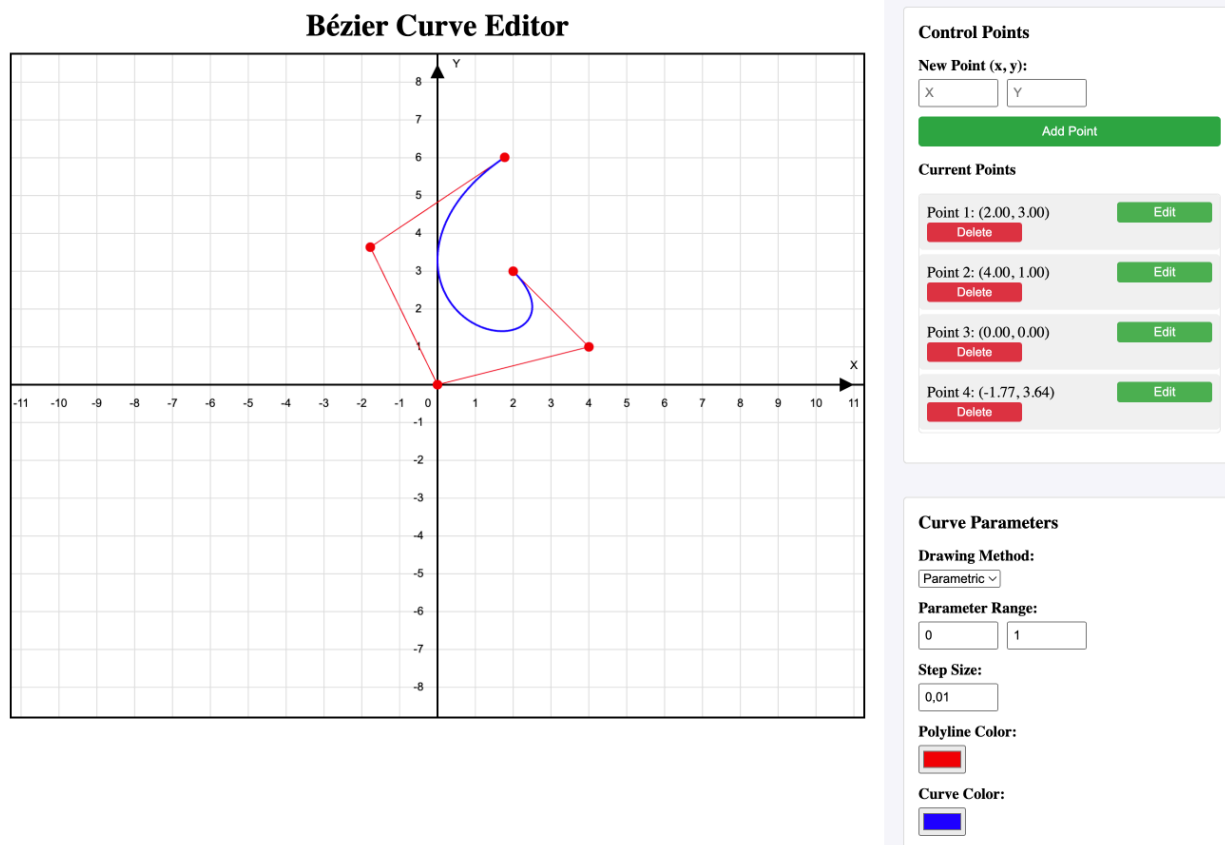 Bézier Curve Editor
Y
8
7
6
5
4
3
2
1
X
-11 -10 -9 -8 -7 -6 -5 -4 -3 -2 -1 0 1 2 3 4 5 6 7 8 9 10 11
-1
-2
-3
-4
-5
-6
-7
-8
Control Points
New Point (x, y):
X Y
Add Point
Current Points
Point 1: (2.00, 3.00) Edit
Delete
Point 2: (4.00, 1.00) Edit
Delete
Point 3: (0.00, 0.00) Edit
Delete
Point 4: (-1.77, 3.64) Edit
Delete
Curve Parameters
Drawing Method:
Parametric
Parameter Range:
0 1
Step Size:
0,01
Polyline Color:
Curve Color: